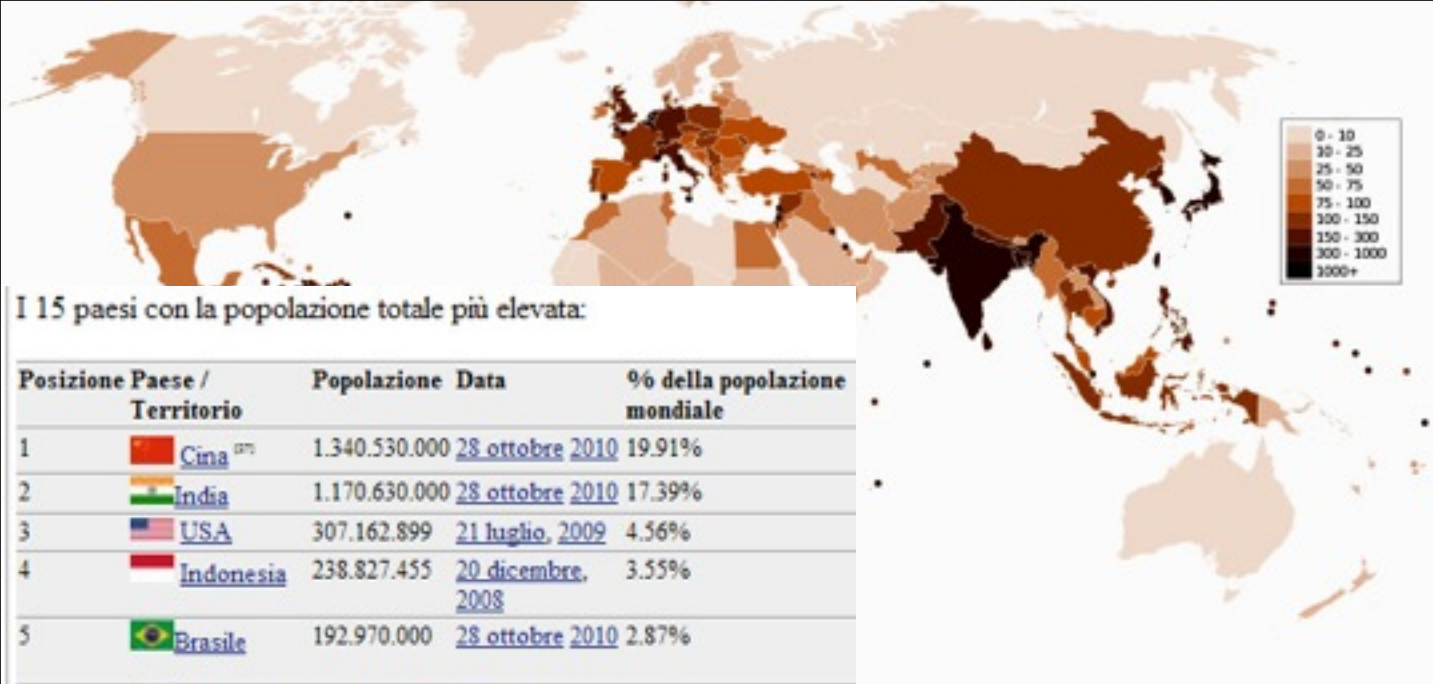 0 - 10
10 - 25
25 - 50
50 - 75
75 - 100
100 - 150
150 - 300
300 - 1000
1000+
I 15 paesi con la popolazione totale più elevata:
Posizione Paese / Popolazione Data % della popolazione
Territorio mondiale
1 Cina 1.340.530.000 28 ottobre 2010 19.91%
2 India 1.170.630.000 28 ottobre 2010 17.39%
3 USA 307.162.899 21 luglio, 2009 4.56%
4 Indonesia 238.827.455 20 dicembre, 3.55%
2008
5 Brasile 192.970.000 28 ottobre 2010 2.87%